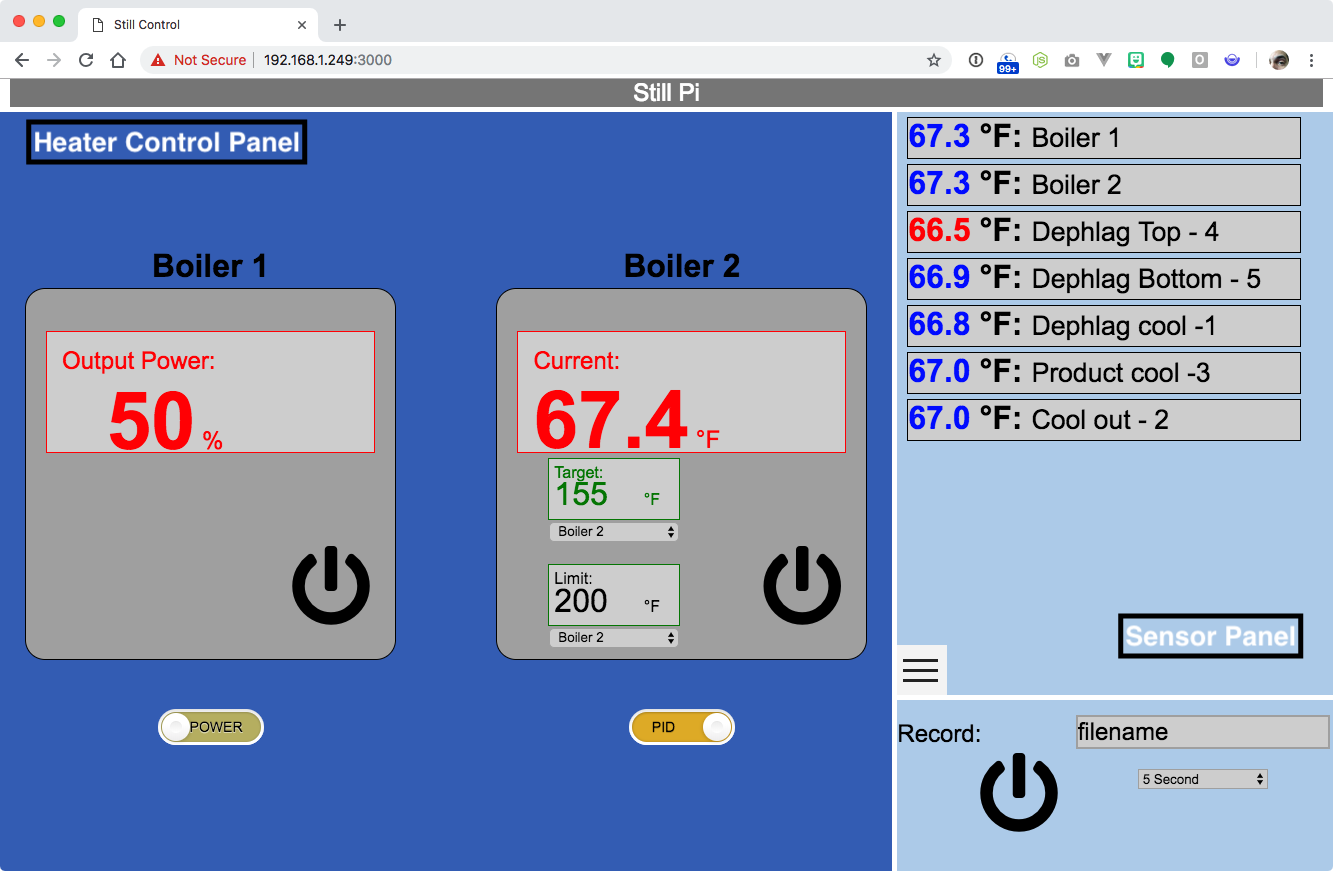 Still Control
Not Secure
192.168.1.249:3000
99+
JS
O
Still Pi
Heater Control Panel
Boiler 1
Output Power:
50 %
POWER
Boiler 2
Current:
67.4 °F
Target:
155 °F
Boiler 2
Limit:
200 °F
Boiler 2
PID
67.3 °F: Boiler 1
67.3 °F: Boiler 2
66.5 °F: Dephlag Top - 4
66.9 °F: Dephlag Bottom - 5
66.8 °F: Dephlag cool -1
67.0 °F: Product cool -3
67.0 °F: Cool out - 2
Sensor Panel
Record:
filename
5 Second